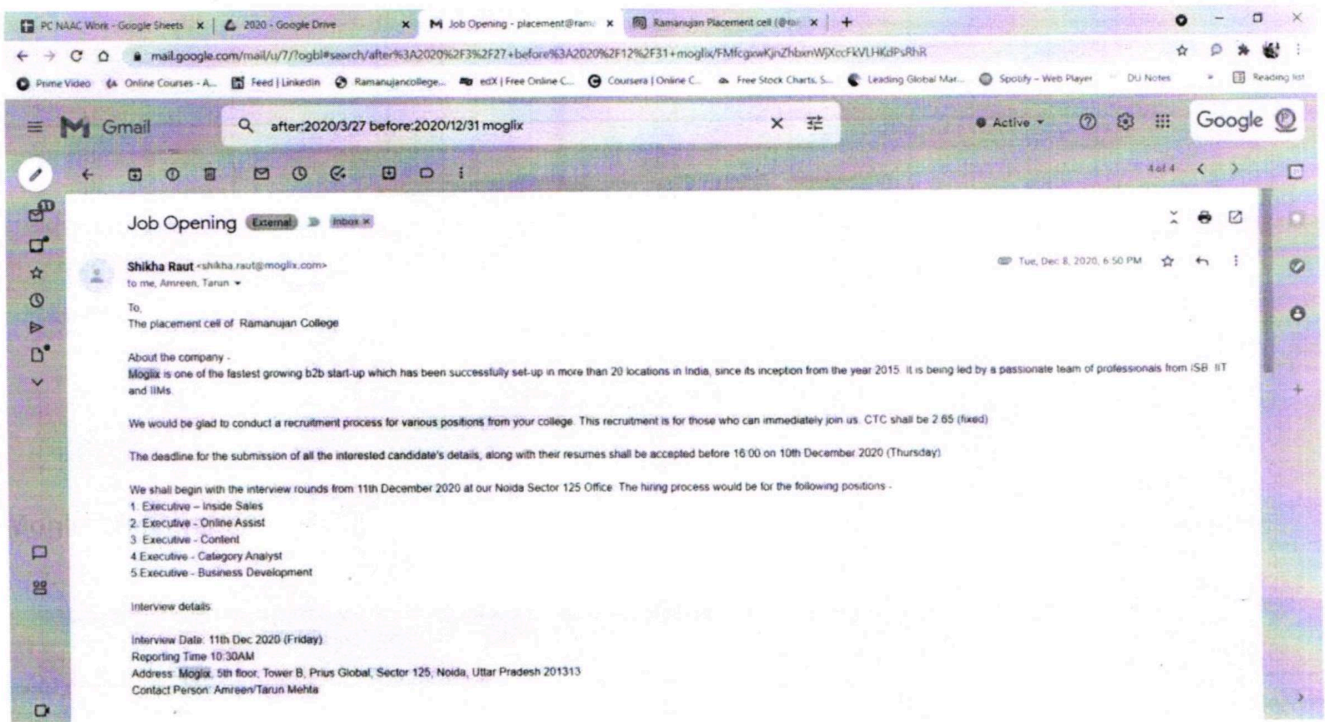 PC NAAC Work - Google Sheets
2020 - Google Drive
Job Opening - placement@rama
Ramanujan Placement cell (@
mail.google.com/mail/u/7/?ogbl#search/after%3A2020%2F3%2F27+before%3A2020%2F12%2F31+moglix/
Prime Video
Online Courses - A...
Feed | LinkedIn
Ramanujancollege...
edX | Free Online C...
Coursera | Online C...
Free Stock Charts, S...
Leading Global Mar...
Spotify – Web Player
DU Notes
»
Reading list
Gmail
after:2020/3/27 before:2020/12/31 moglix
Active
Google
4 of 4
Job Opening External Inbox x
Shikha Raut <shikha.raut@moglix.com>
Tue, Dec 8, 2020, 6:50 PM
to me, Amreen, Tarun
To,
The placement cell of Ramanujan College
About the company -
Moglix is one of the fastest growing b2b start-up which has been successfully set-up in more than 20 locations in India, since its inception from the year 2015. It is being led by a passionate team of professionals from ISB IIT
and IIMs.
We would be glad to conduct a recruitment process for various positions from your college. This recruitment is for those who can immediately join us. CTC shall be 2.65 (fixed)
The deadline for the submission of all the interested candidate's details, along with their resumes shall be accepted before 16:00 on 10th December 2020 (Thursday)
We shall begin with the interview rounds from 11th December 2020 at our Noida Sector 125 Office. The hiring process would be for the following positions -
1. Executive – Inside Sales
2. Executive - Online Assist
3. Executive - Content
4.Executive - Category Analyst
5.Executive - Business Development
Interview details:
Interview Date: 11th Dec 2020 (Friday)
Reporting Time 10:30AM
Address: Moglix, 5th floor, Tower B, Prius Global, Sector 125, Noida, Uttar Pradesh 201313
Contact Person: Amreen/Tarun Mehta